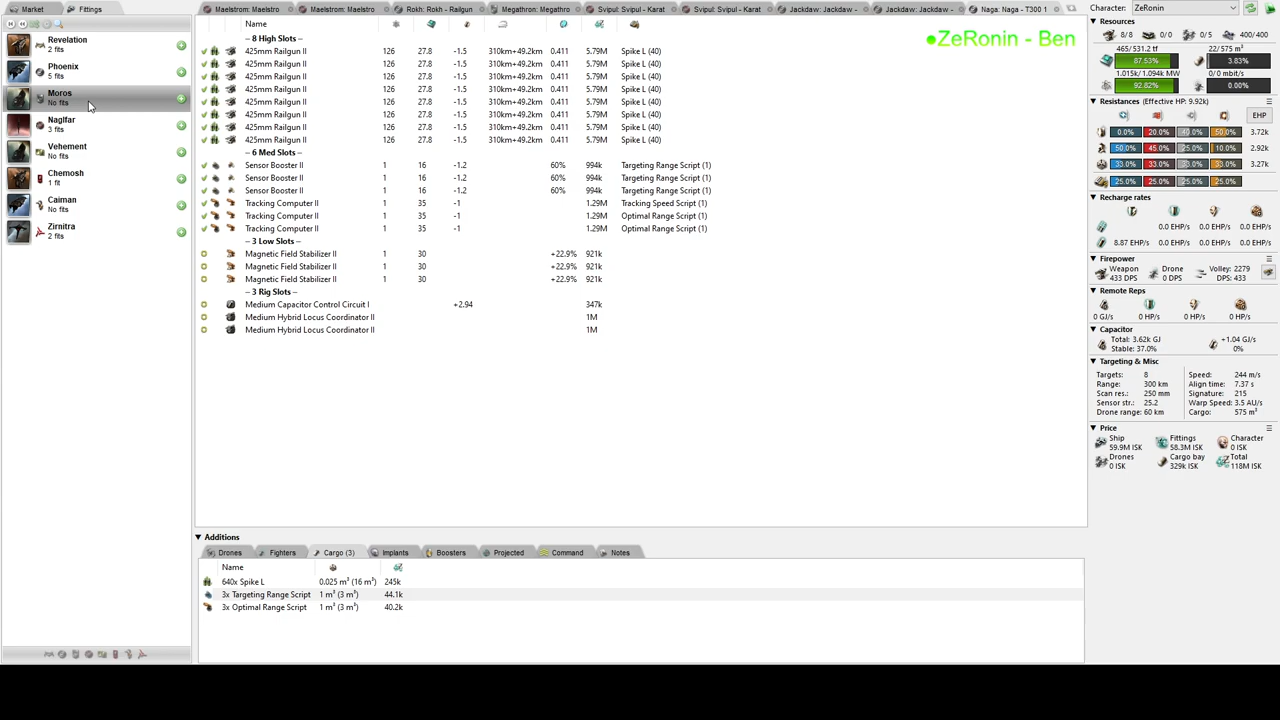 Market
Fittings
Maelstrom: Maelstro
Maelstrom: Maelstro
Rokh: Rokh - Railgun
Megathron: Megathro
Svipul: Svipul - Karat
Svipul: Svipul - Karat
Jackdaw: Jackdaw -
Jackdaw: Jackdaw -
Naga: Naga - T300 1
Character: ZeRonin
●ZeRonin - Ben
Revelation
2 fits
Phoenix
5 fits
Moros
No fits
Naglfar
3 fits
Vehement
No fits
Chemosh
1 fit
Caiman
No fits
Zirnitra
2 fits
Name
– 8 High Slots –
425mm Railgun II 126 27.8 -1.5 310km+49.2km 0.411 5.79M Spike L (40)
425mm Railgun II 126 27.8 -1.5 310km+49.2km 0.411 5.79M Spike L (40)
425mm Railgun II 126 27.8 -1.5 310km+49.2km 0.411 5.79M Spike L (40)
425mm Railgun II 126 27.8 -1.5 310km+49.2km 0.411 5.79M Spike L (40)
425mm Railgun II 126 27.8 -1.5 310km+49.2km 0.411 5.79M Spike L (40)
425mm Railgun II 126 27.8 -1.5 310km+49.2km 0.411 5.79M Spike L (40)
425mm Railgun II 126 27.8 -1.5 310km+49.2km 0.411 5.79M Spike L (40)
425mm Railgun II 126 27.8 -1.5 310km+49.2km 0.411 5.79M Spike L (40)
– 6 Med Slots –
Sensor Booster II 1 16 -1.2 60% 994k Targeting Range Script (1)
Sensor Booster II 1 16 -1.2 60% 994k Targeting Range Script (1)
Sensor Booster II 1 16 -1.2 60% 994k Targeting Range Script (1)
Tracking Computer II 1 35 -1 1.29M Tracking Speed Script (1)
Tracking Computer II 1 35 -1 1.29M Optimal Range Script (1)
Tracking Computer II 1 35 -1 1.29M Optimal Range Script (1)
– 3 Low Slots –
Magnetic Field Stabilizer II 1 30 +22.9% 921k
Magnetic Field Stabilizer II 1 30 +22.9% 921k
Magnetic Field Stabilizer II 1 30 +22.9% 921k
– 3 Rig Slots –
Medium Capacitor Control Circuit I +2.94 347k
Medium Hybrid Locus Coordinator II 1M
Medium Hybrid Locus Coordinator II 1M
Additions
Drones
Fighters
Cargo (3)
Implants
Boosters
Projected
Command
Notes
Name
640x Spike L 0.025 m³ (16 m³) 245k
3x Targeting Range Script 1 m³ (3 m³) 44.1k
3x Optimal Range Script 1 m³ (3 m³) 40.2k
Resources
8/8 0/0 0/5 400/400
465/531.2 tf 22/575 m³
87.53% 3.83%
1.015k/1.094k MW 0/0 mbit/s
92.82% 0.00%
Resistances (Effective HP: 9.92k)
EHP
0.0% 20.0% 40.0% 50.0% 3.72k
50.0% 45.0% 25.0% 10.0% 2.92k
33.0% 33.0% 33.0% 33.0% 3.27k
25.0% 25.0% 25.0% 25.0%
Recharge rates
0.0 EHP/s 0.0 EHP/s 0.0 EHP/s
8.87 EHP/s 0.0 EHP/s 0.0 EHP/s 0.0 EHP/s
Firepower
Weapon Drone Volley: 2279
433 DPS 0 DPS DPS: 433
Remote Reps
0 GJ/s 0 HP/s 0 HP/s 0 HP/s
Capacitor
Total: 3.62k GJ +1.04 GJ/s
Stable: 37.0% 0%
Targeting & Misc
Targets: 8 Speed: 244 m/s
Range: 300 km Align time: 7.37 s
Scan res.: 250 mm Signature: 215
Sensor str.: 25.2 Warp Speed: 3.5 AU/s
Drone range: 60 km Cargo: 575 m³
Price
Ship Fittings Character
59.9M ISK 58.3M ISK 0 ISK
Drones Cargo bay Total
0 ISK 329k ISK 118M ISK